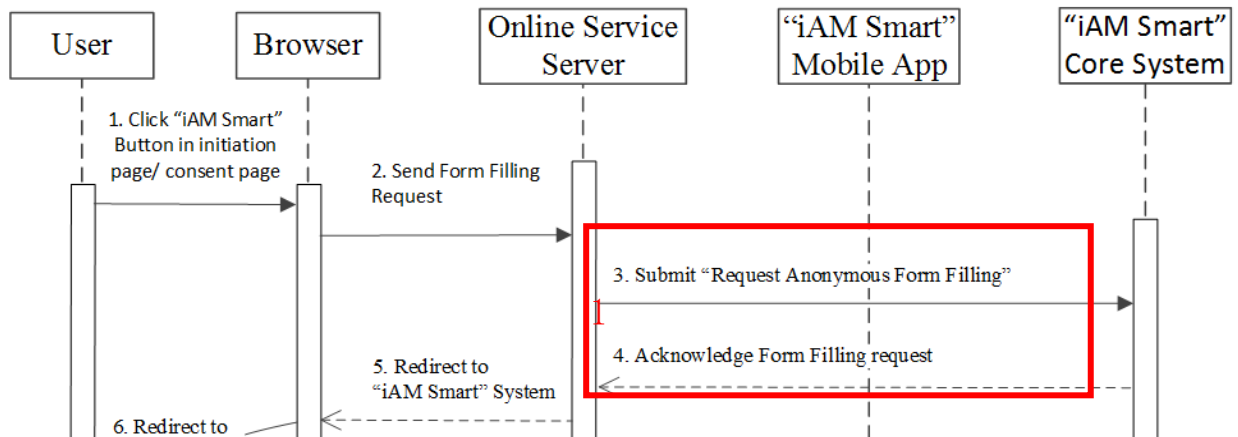 User
Browser
Online Service
Server
“iAM Smart”
Mobile App
“iAM Smart”
Core System
1. Click “iAM Smart”
Button in initiation
page/ consent page
2. Send Form Filling
Request
3. Submit “Request Anonymous Form Filling”
1
4. Acknowledge Form Filling request
5. Redirect to
“iAM Smart” System
6. Redirect to